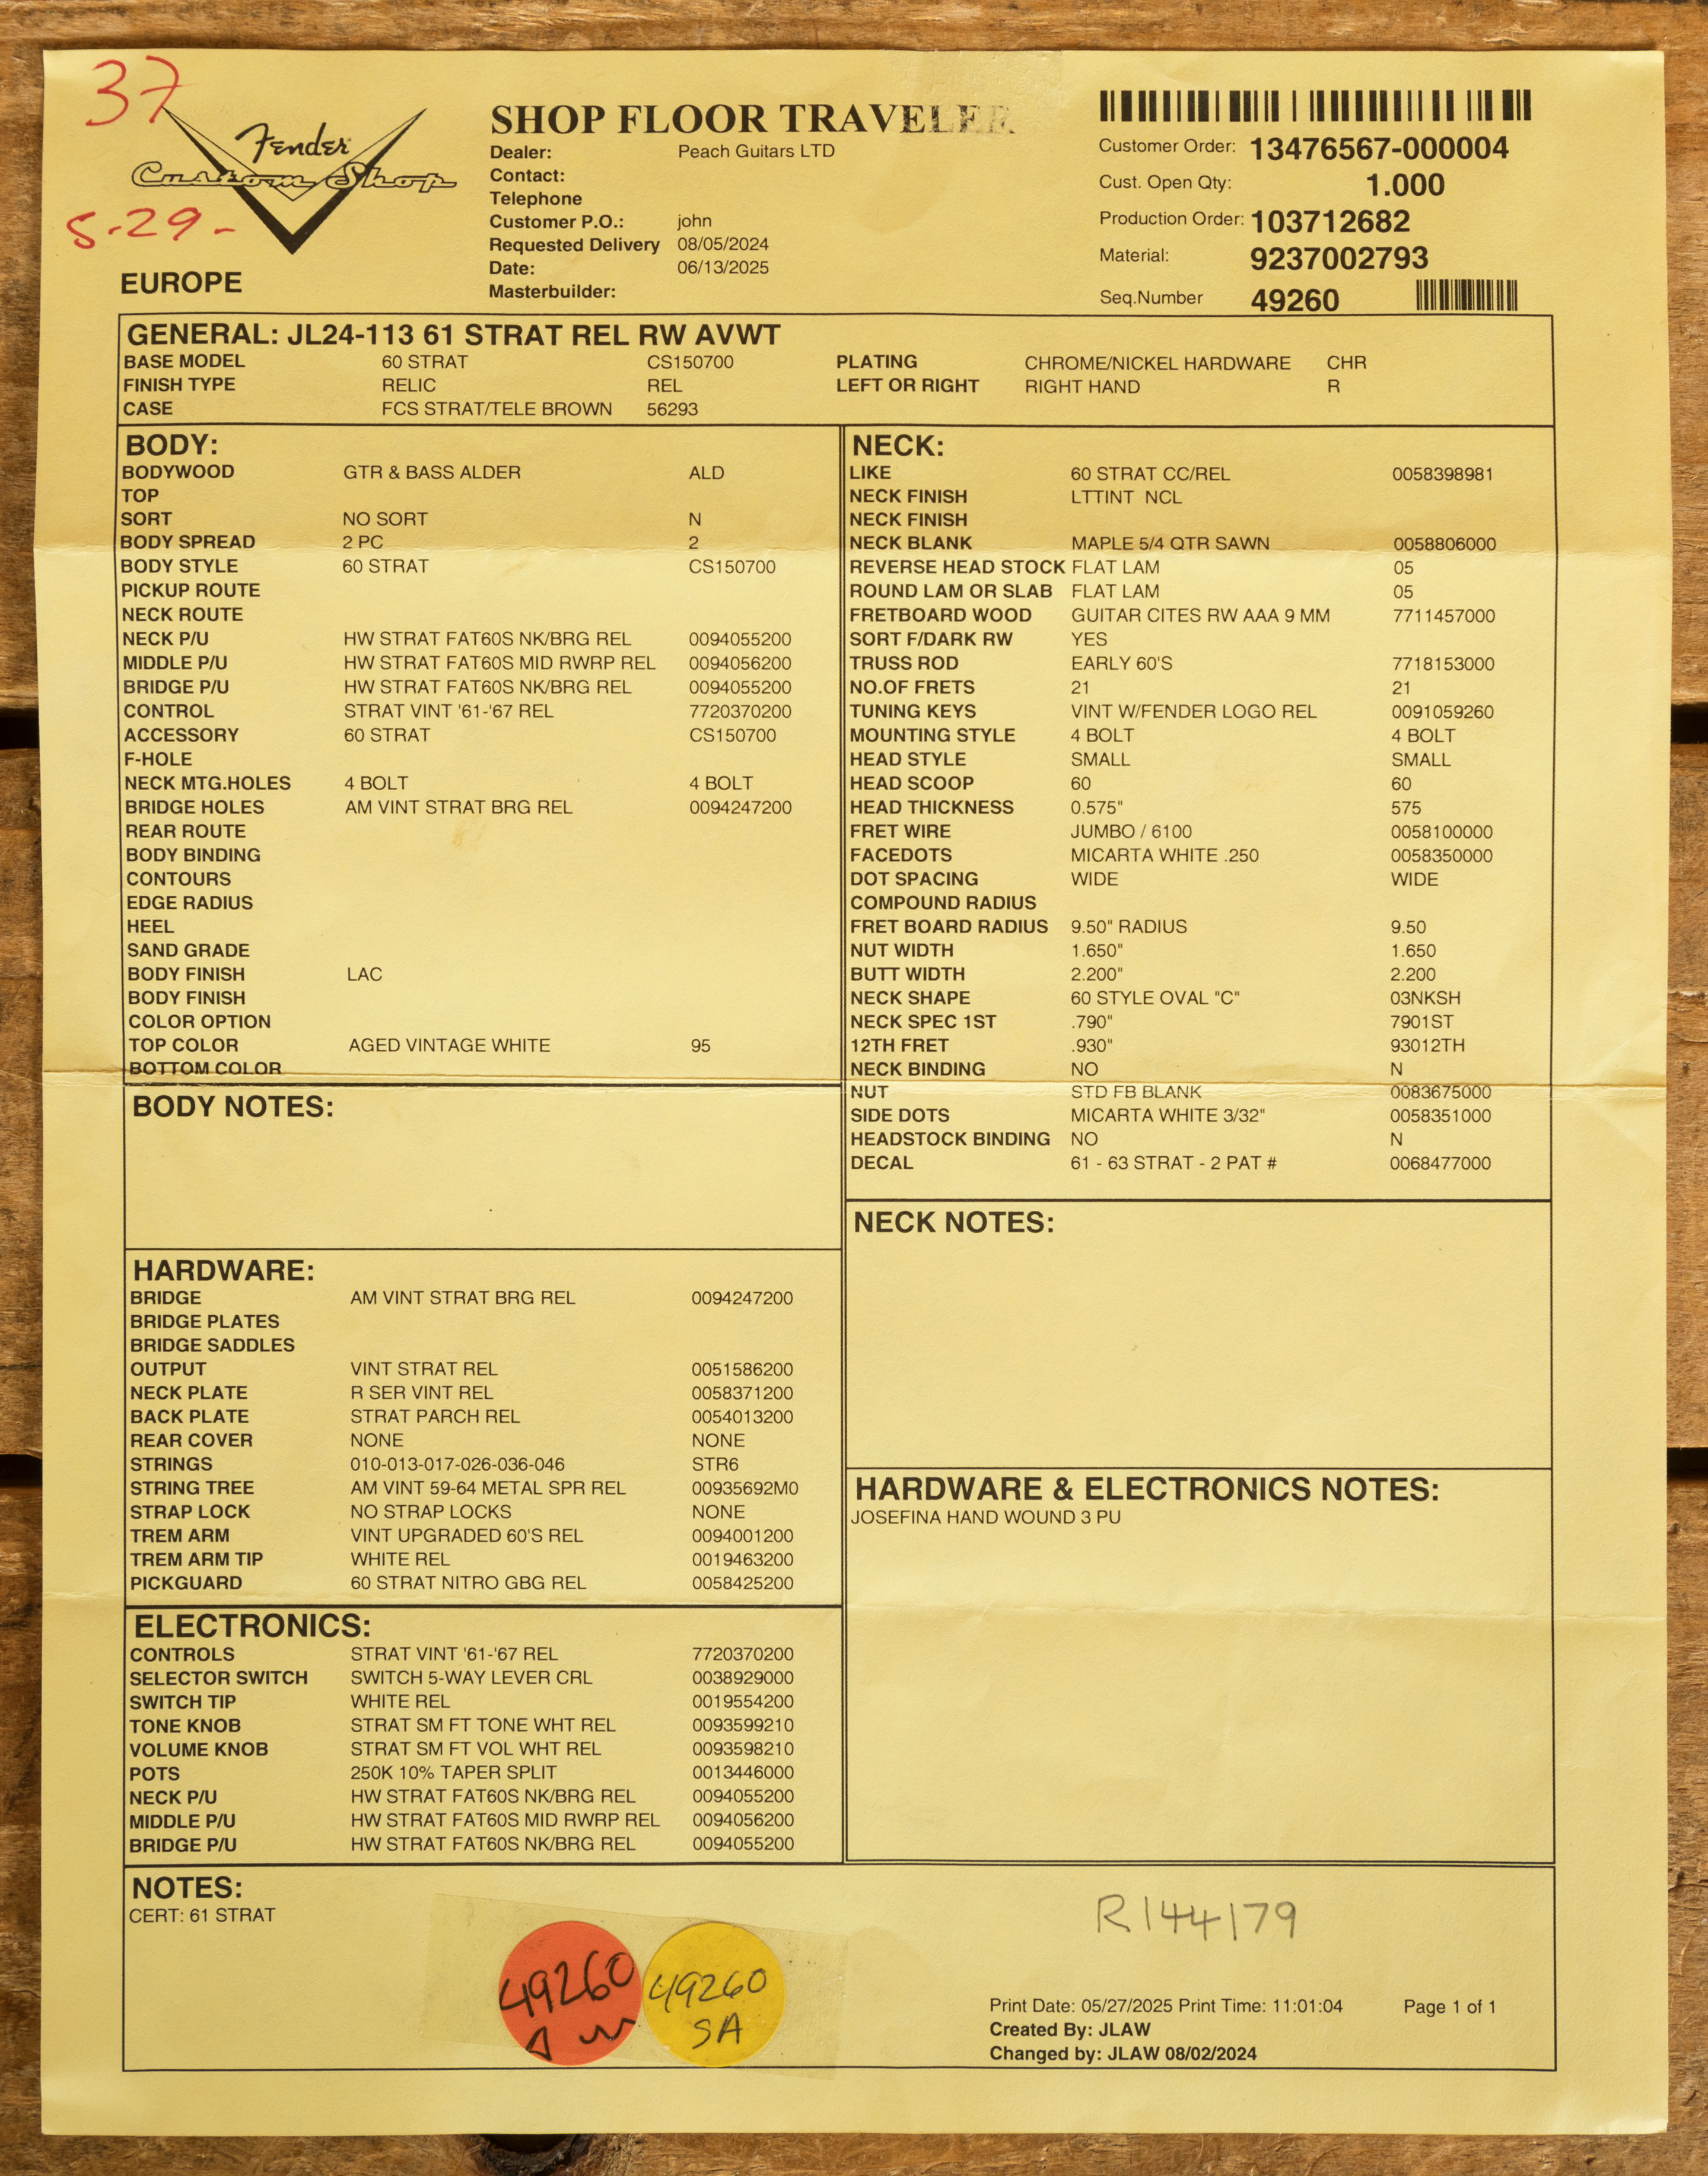 37
Fender
Custom Shop
5-29-
EUROPE
SHOP FLOOR TRAVELER
Dealer: Peach Guitars LTD
Contact:
Telephone
Customer P.O.: john
Requested Delivery 08/05/2024
Date: 06/13/2025
Masterbuilder:
Customer Order: 13476567-000004
Cust. Open Qty: 1.000
Production Order: 103712682
Material: 9237002793
Seq.Number 49260
GENERAL: JL24-113 61 STRAT REL RW AVWT
BASE MODEL 60 STRAT CS150700
FINISH TYPE RELIC REL
CASE FCS STRAT/TELE BROWN 56293
PLATING CHROME/NICKEL HARDWARE CHR
LEFT OR RIGHT RIGHT HAND R
BODY:
BODYWOOD GTR & BASS ALDER ALD
TOP
SORT NO SORT N
BODY SPREAD 2 PC 2
BODY STYLE 60 STRAT CS150700
PICKUP ROUTE
NECK ROUTE
NECK P/U HW STRAT FAT60S NK/BRG REL 0094055200
MIDDLE P/U HW STRAT FAT60S MID RWRP REL 0094056200
BRIDGE P/U HW STRAT FAT60S NK/BRG REL 0094055200
CONTROL STRAT VINT '61-'67 REL 7720370200
ACCESSORY 60 STRAT CS150700
F-HOLE
NECK MTG.HOLES 4 BOLT 4 BOLT
BRIDGE HOLES AM VINT STRAT BRG REL 0094247200
REAR ROUTE
BODY BINDING
CONTOURS
EDGE RADIUS
HEEL
SAND GRADE
BODY FINISH LAC
BODY FINISH
COLOR OPTION
TOP COLOR AGED VINTAGE WHITE 95
BOTTOM COLOR
BODY NOTES:
HARDWARE:
BRIDGE AM VINT STRAT BRG REL 0094247200
BRIDGE PLATES
BRIDGE SADDLES
OUTPUT VINT STRAT REL 0051586200
NECK PLATE R SER VINT REL 0058371200
BACK PLATE STRAT PARCH REL 0054013200
REAR COVER NONE NONE
STRINGS 010-013-017-026-036-046 STR6
STRING TREE AM VINT 59-64 METAL SPR REL 00935692M0
STRAP LOCK NO STRAP LOCKS NONE
TREM ARM VINT UPGRADED 60'S REL 0094001200
TREM ARM TIP WHITE REL 0019463200
PICKGUARD 60 STRAT NITRO GBG REL 0058425200
ELECTRONICS:
CONTROLS STRAT VINT '61-'67 REL 7720370200
SELECTOR SWITCH SWITCH 5-WAY LEVER CRL 0038929000
SWITCH TIP WHITE REL 0019554200
TONE KNOB STRAT SM FT TONE WHT REL 0093599210
VOLUME KNOB STRAT SM FT VOL WHT REL 0093598210
POTS 250K 10% TAPER SPLIT 0013446000
NECK P/U HW STRAT FAT60S NK/BRG REL 0094055200
MIDDLE P/U HW STRAT FAT60S MID RWRP REL 0094056200
BRIDGE P/U HW STRAT FAT60S NK/BRG REL 0094055200
NECK:
LIKE 60 STRAT CC/REL 0058398981
NECK FINISH LTTINT NCL
NECK FINISH
NECK BLANK MAPLE 5/4 QTR SAWN 0058806000
REVERSE HEAD STOCK FLAT LAM 05
ROUND LAM OR SLAB FLAT LAM 05
FRETBOARD WOOD GUITAR CITES RW AAA 9 MM 7711457000
SORT F/DARK RW YES
TRUSS ROD EARLY 60'S 7718153000
NO.OF FRETS 21 21
TUNING KEYS VINT W/FENDER LOGO REL 0091059260
MOUNTING STYLE 4 BOLT 4 BOLT
HEAD STYLE SMALL SMALL
HEAD SCOOP 60 60
HEAD THICKNESS 0.575" 575
FRET WIRE JUMBO / 6100 0058100000
FACEDOTS MICARTA WHITE .250 0058350000
DOT SPACING WIDE WIDE
COMPOUND RADIUS
FRET BOARD RADIUS 9.50" RADIUS 9.50
NUT WIDTH 1.650" 1.650
BUTT WIDTH 2.200" 2.200
NECK SHAPE 60 STYLE OVAL "C" 03NKSH
NECK SPEC 1ST .790" 7901ST
12TH FRET .930" 93012TH
NECK BINDING NO N
NUT STD FB BLANK 0083675000
SIDE DOTS MICARTA WHITE 3/32" 0058351000
HEADSTOCK BINDING NO N
DECAL 61 - 63 STRAT - 2 PAT # 0068477000
NECK NOTES:
HARDWARE & ELECTRONICS NOTES:
JOSEFINA HAND WOUND 3 PU
NOTES:
CERT: 61 STRAT
49260
49260
SA
R144179
Print Date: 05/27/2025 Print Time: 11:01:04 Page 1 of 1
Created By: JLAW
Changed by: JLAW 08/02/2024